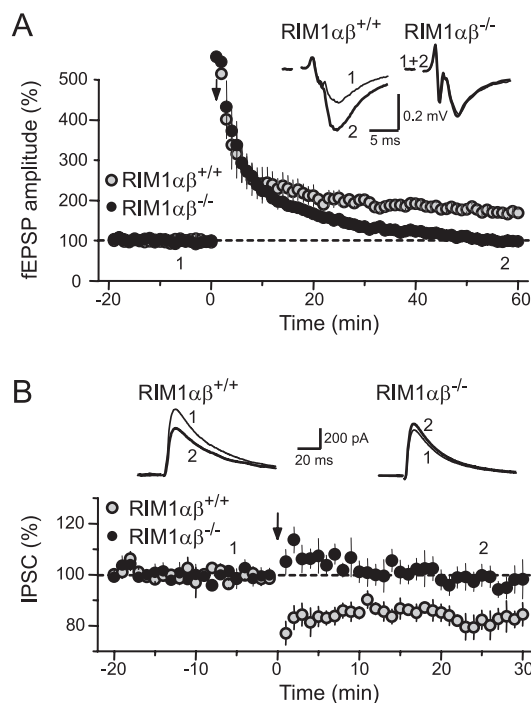 A
RIM1αβ+/+
RIM1αβ-/-
1
2
1+2
0.2 mV
5 ms
fEPSP amplitude (%)
500
400
300
200
100
0
RIM1αβ+/+
RIM1αβ-/-
1
2
-20
0
20
40
60
Time (min)
B
RIM1αβ+/+
RIM1αβ-/-
1
2
200 pA
20 ms
2
1
IPSC (%)
120
100
80
RIM1αβ+/+
RIM1αβ-/-
1
2
-20
-10
0
10
20
30
Time (min)